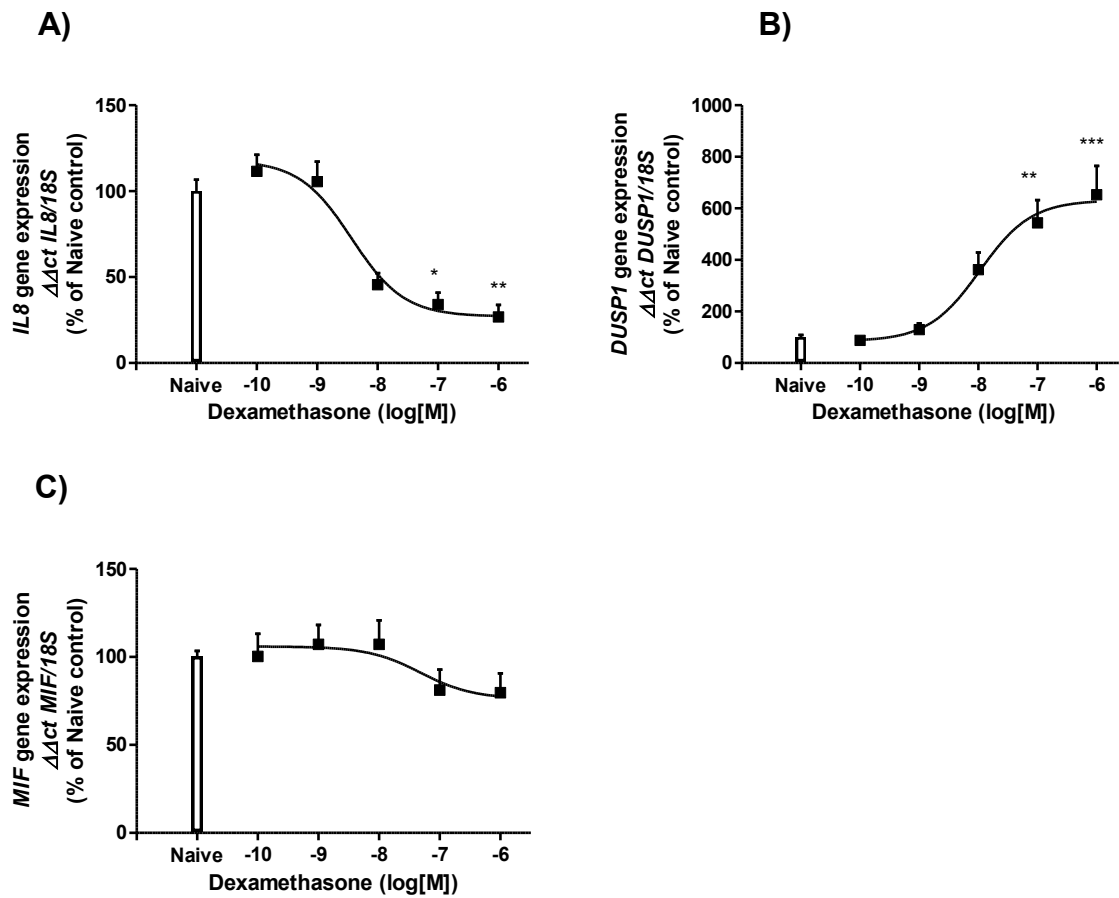 A)
IL8 gene expression
ΔΔct IL8/18S
(% of Naive control)
150
100
50
0
*
**
Naive -10 -9 -8 -7 -6
Dexamethasone (log[M])
B)
DUSP1 gene expression
ΔΔct DUSP1/18S
(% of Naive control)
1000
800
600
400
200
0
**
***
Naive -10 -9 -8 -7 -6
Dexamethasone (log[M])
C)
MIF gene expression
ΔΔct MIF/18S
(% of Naive control)
150
100
50
0
Naive -10 -9 -8 -7 -6
Dexamethasone (log[M])